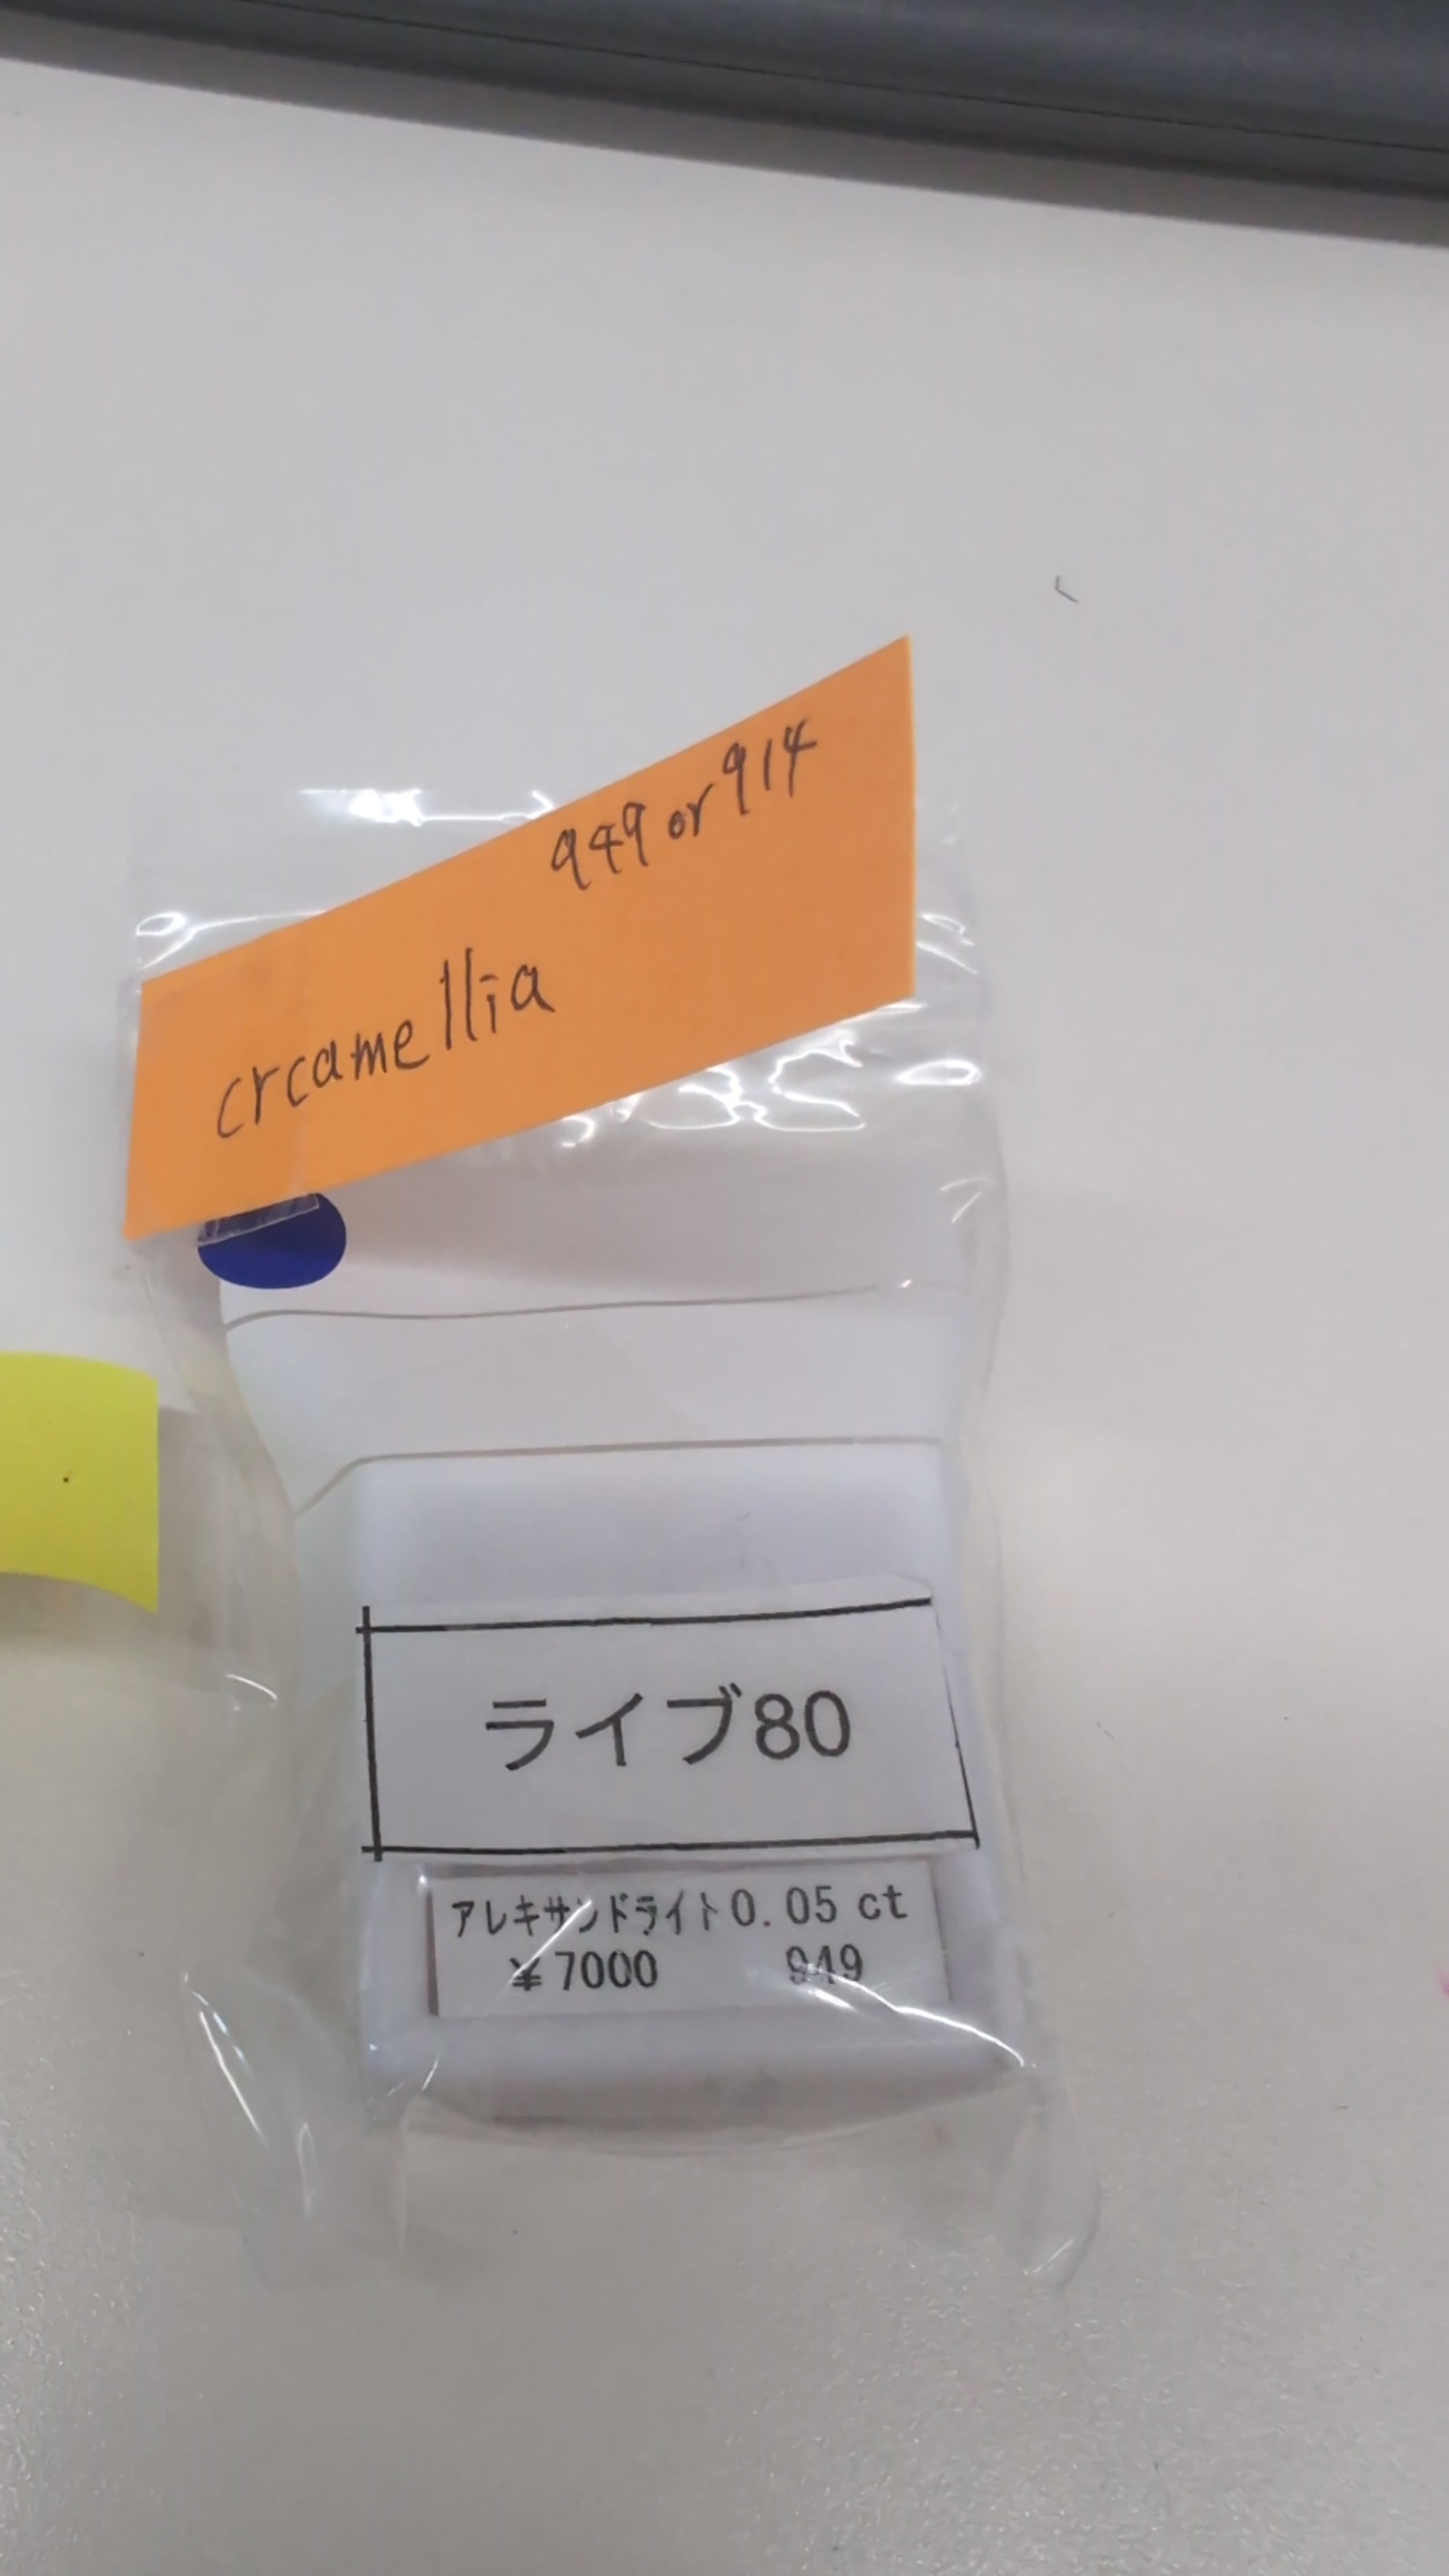 949 or 914
crcamellia
ライブ80
アレキサンドライト0.05 ct
¥7000 949